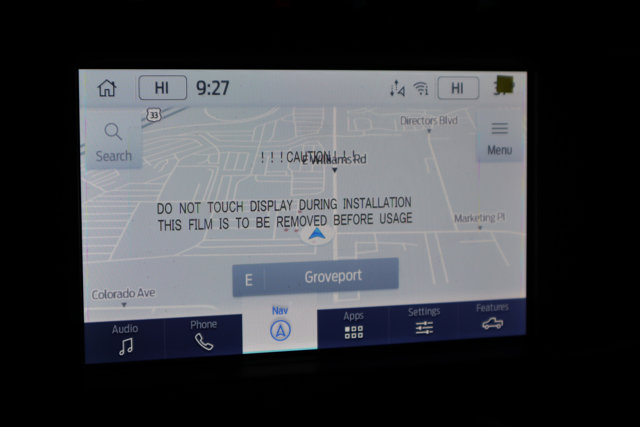 HI 9:27 HI
33
Directors Blvd
Search
Menu
! ! ! CAUTION ! ! !
E Williams Rd
DO NOT TOUCH DISPLAY DURING INSTALLATION
THIS FILM IS TO BE REMOVED BEFORE USAGE
Marketing Pl
E Groveport
Colorado Ave
Audio Phone Nav Apps Settings Features